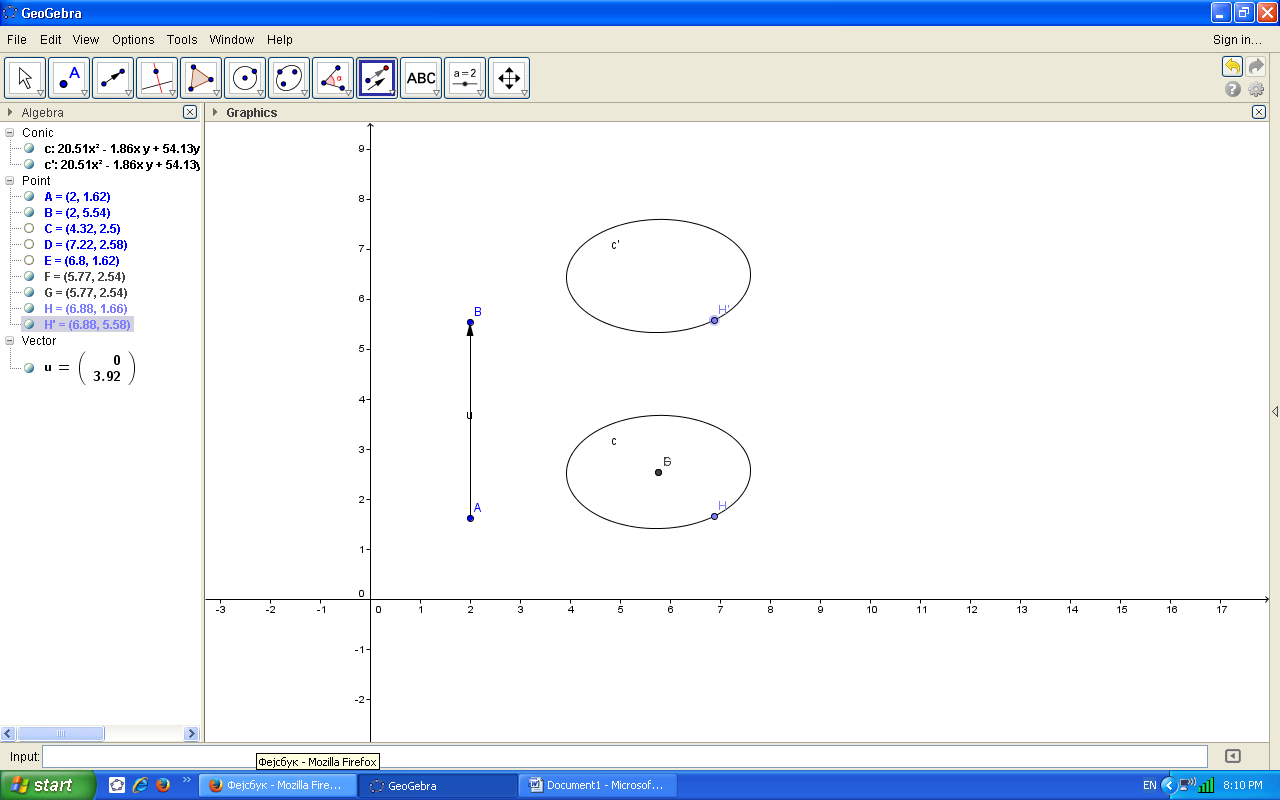 GeoGebra
File Edit View Options Tools Window Help Sign in...
A α ABC a = 2
Algebra Graphics
Conic
c: 20.51x² - 1.86x y + 54.13y
c': 20.51x² - 1.86x y + 54.13y
Point
A = (2, 1.62)
B = (2, 5.54)
C = (4.32, 2.5)
D = (7.22, 2.58)
E = (6.8, 1.62)
F = (5.77, 2.54)
G = (5.77, 2.54)
H = (6.88, 1.66)
H' = (6.88, 5.58)
Vector
u = ( 0
3.92 )
9
8
7 c'
6
B H'
5
4
u
3 c
2
A H
1
0
-3 -2 -1 0 1 2 3 4 5 6 7 8 9 10 11 12 13 14 15 16 17
-1
-2
Input:
Фејсбук - Mozilla Firefox
start Фејсбук - Mozilla Fire... GeoGebra Document1 - Microsof... EN 8:10 PM